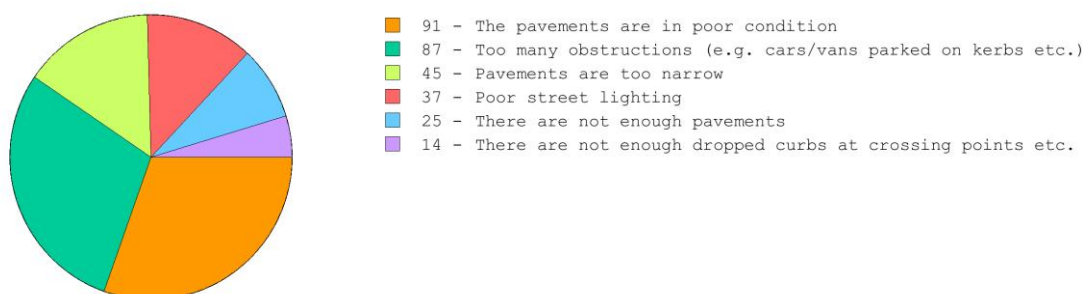 91 - The pavements are in poor condition
87 - Too many obstructions (e.g. cars/vans parked on kerbs etc.)
45 - Pavements are too narrow
37 - Poor street lighting
25 - There are not enough pavements
14 - There are not enough dropped curbs at crossing points etc.